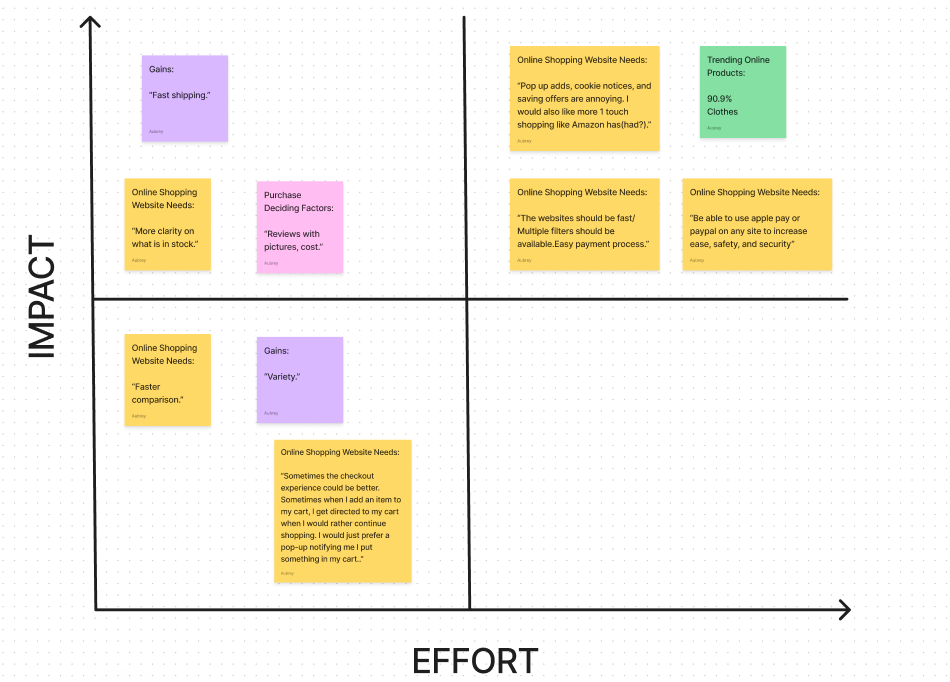 Gains:
“Fast shipping.”
Aubrey
Online Shopping Website Needs:
“Pop up adds, cookie notices, and
saving offers are annoying. I
would also like more 1 touch
shopping like Amazon has(had?).”
Aubrey
Trending Online
Products:
90.9%
Clothes
Aubrey
Online Shopping
Website Needs:
“More clarity on
what is in stock.”
Aubrey
Purchase
Deciding Factors:
“Reviews with
pictures, cost.”
Aubrey
Online Shopping Website Needs:
“The websites should be fast/
Multiple filters should be
available.Easy payment process.”
Aubrey
Online Shopping Website Needs:
“Be able to use apple pay or
paypal on any site to increase
ease, safety, and security”
Aubrey
IMPACT
Online Shopping
Website Needs:
“Faster
comparison.”
Aubrey
Gains:
“Variety.”
Aubrey
Online Shopping Website Needs:
“Sometimes the checkout
experience could be better.
Sometimes when I add an item to
my cart, I get directed to my cart
when I would rather continue
shopping. I would just prefer a
pop-up notifying me I put
something in my cart..”
Aubrey
EFFORT